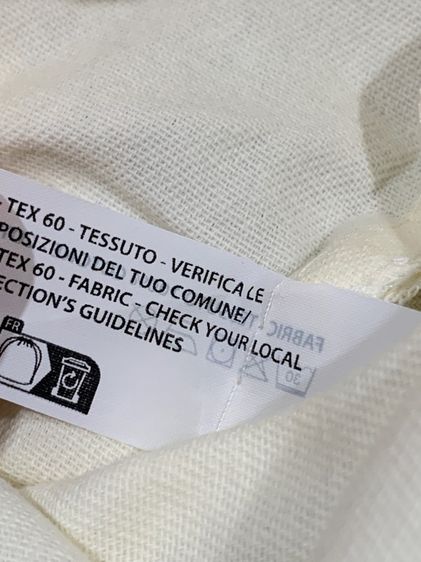 TEX 60 - TESSUTO - VERIFICA LE
POSIZIONI DEL TUO COMUNE/
TEX 60 - FABRIC - CHECK YOUR LOCAL
ECTION'S GUIDELINES
FR
FABRIC
30